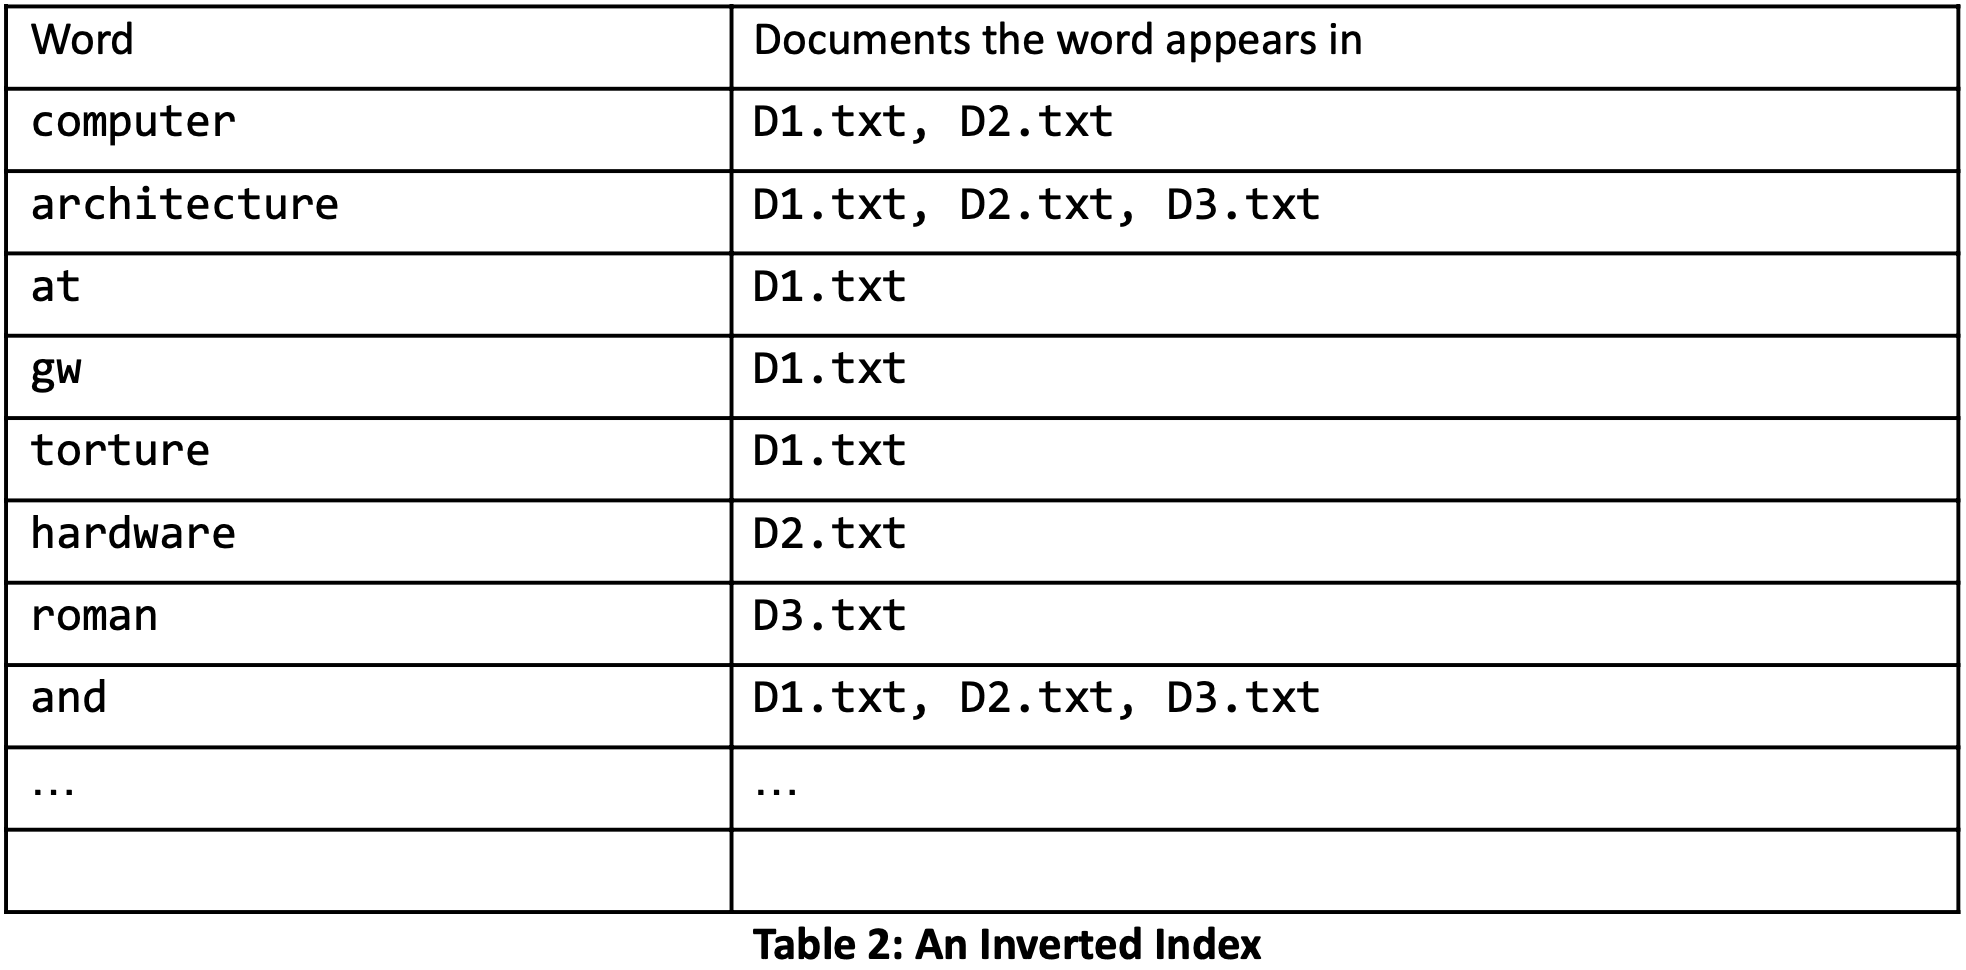 Word Documents the word appears in
computer D1.txt, D2.txt
architecture D1.txt, D2.txt, D3.txt
at D1.txt
gw D1.txt
torture D1.txt
hardware D2.txt
roman D3.txt
and D1.txt, D2.txt, D3.txt
... ...
Table 2: An Inverted Index